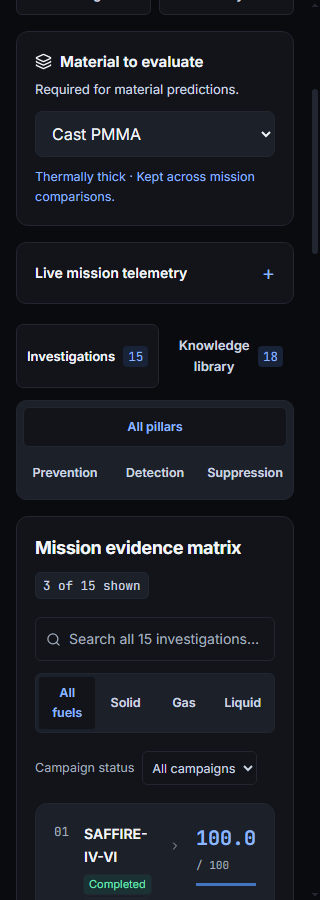 Material to evaluate
Required for material predictions.
Cast PMMA
Thermally thick · Kept across mission
comparisons.
Live mission telemetry
+
Investigations 15
Knowledge
library 18
All pillars
Prevention Detection Suppression
Mission evidence matrix
3 of 15 shown
Search all 15 investigations...
All
fuels Solid Gas Liquid
Campaign status All campaigns
01 SAFFIRE-
IV-VI
Completed
100.0
/ 100